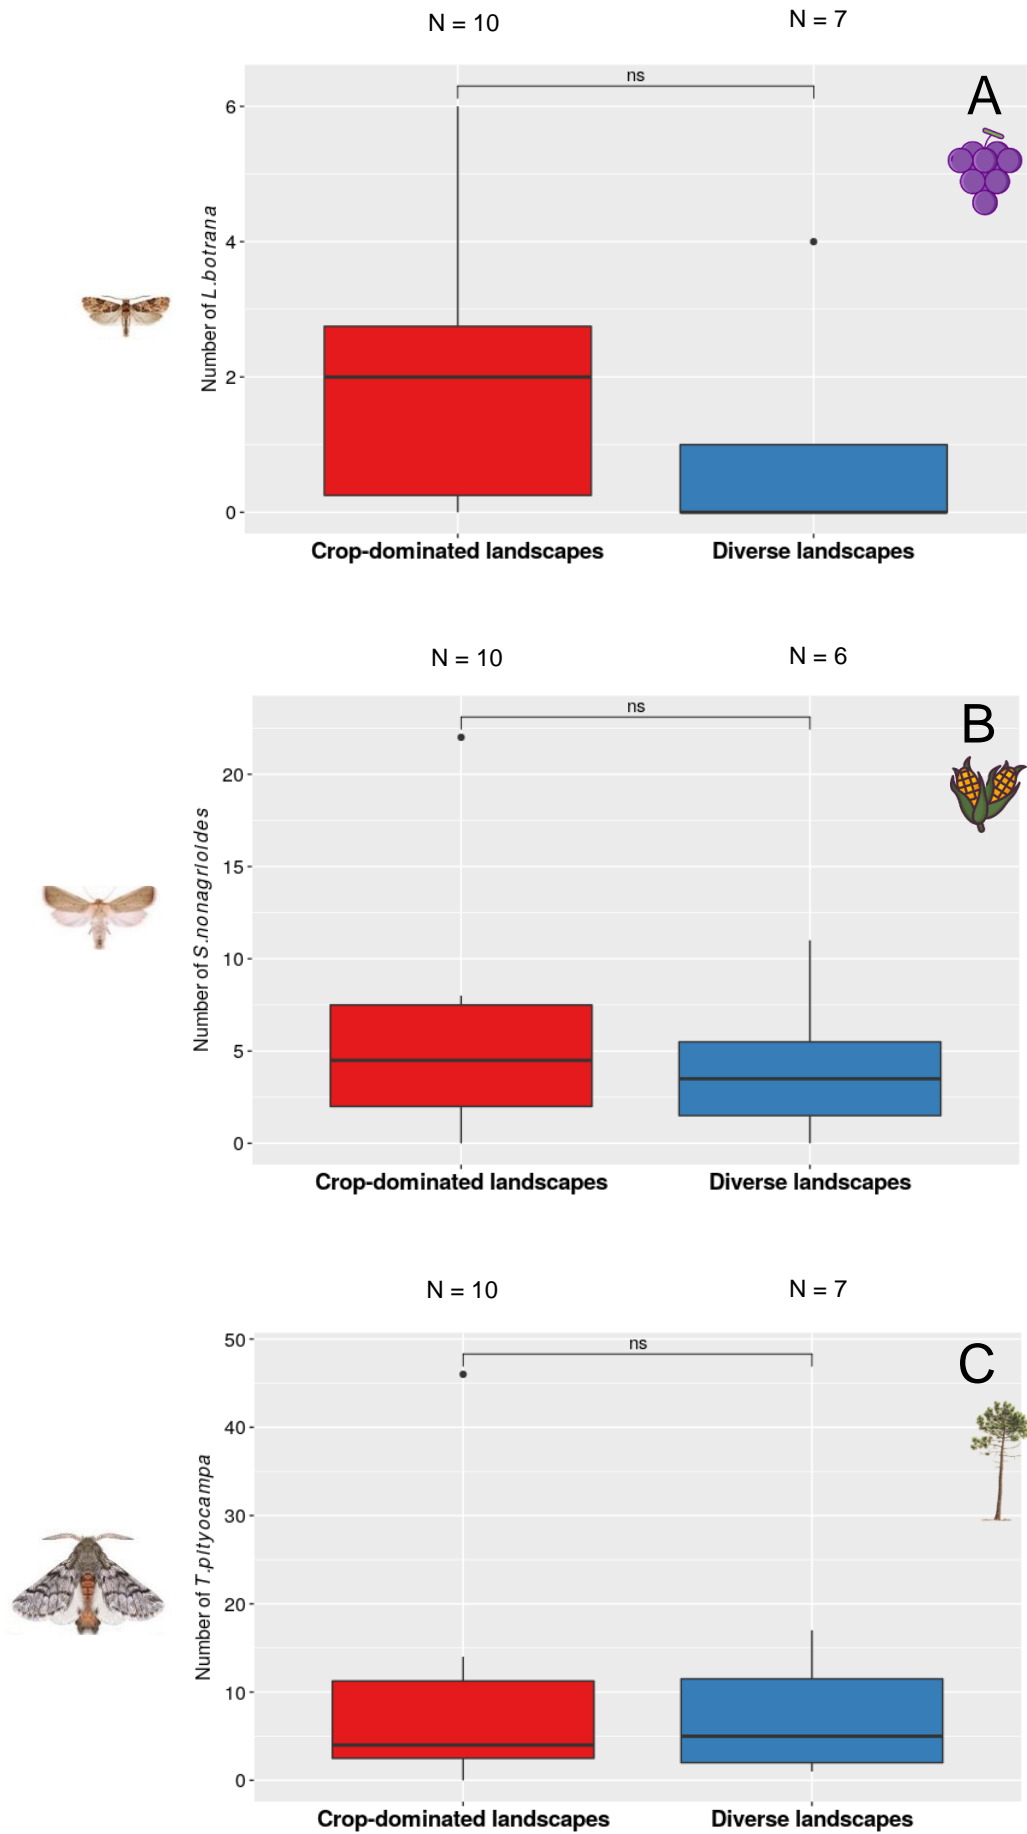 N = 10
N = 7
ns
A
6
4
2
0
Number of L.botrana
Crop-dominated landscapes
Diverse landscapes
N = 10
N = 6
ns
B
20
15
10
5
0
Number of S.nonagrioides
Crop-dominated landscapes
Diverse landscapes
N = 10
N = 7
ns
C
50
40
30
20
10
0
Number of T.pityocampa
Crop-dominated landscapes
Diverse landscapes